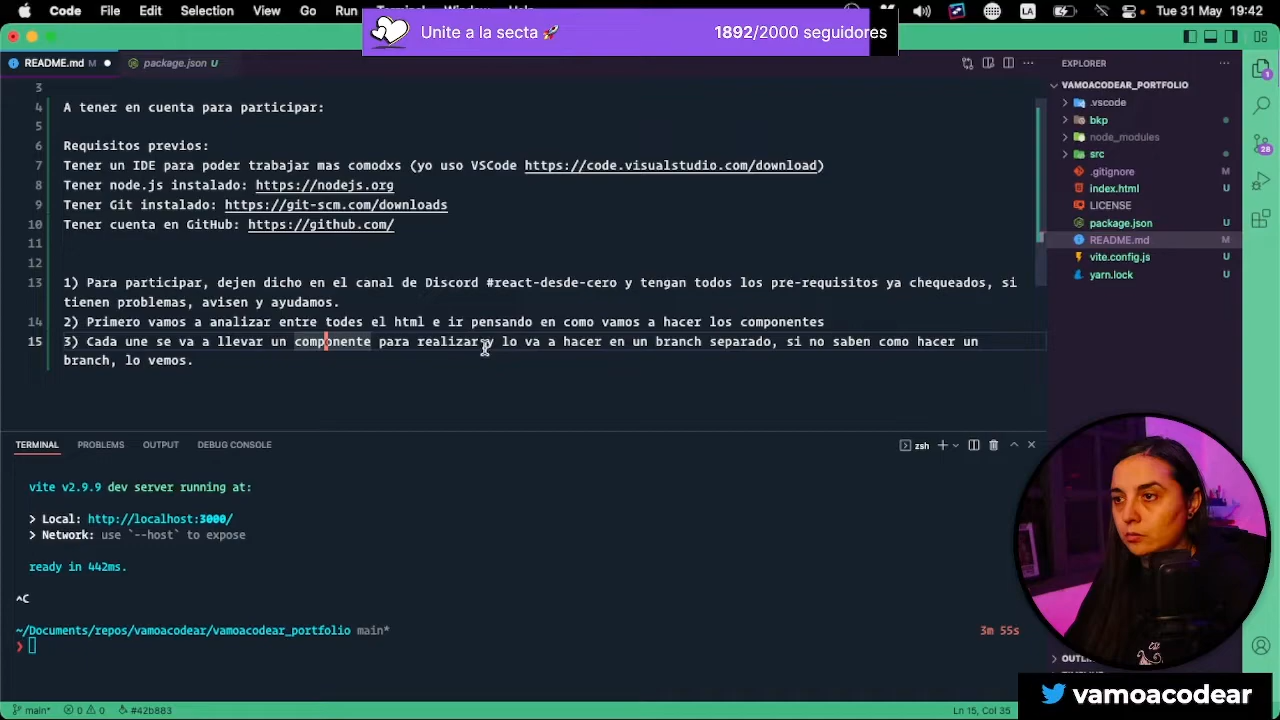 Code File Edit Selection
LA Tue 31 May 19:42
Unite a la secta 🚀 1892/2000 seguidores
README.md M package.json U
EXPLORER
VAMOACODEAR_PORTFOLIO
.vscode
bkp
node_modules
src
.gitignore M
index.html U
LICENSE
package.json U
README.md M
vite.config.js U
yarn.lock U
1
28
3
4 A tener en cuenta para participar:
5
6 Requisitos previos:
7 Tener un IDE para poder trabajar mas comodxs (yo uso VSCode https://code.visualstudio.com/download)
8 Tener node.js instalado: https://nodejs.org
9 Tener Git instalado: https://git-scm.com/downloads
10 Tener cuenta en GitHub: https://github.com/
11
12
13 1) Para participar, dejen dicho en el canal de Discord #react-desde-cero y tengan todos los pre-requisitos ya chequeados, si
tienen problemas, avisen y ayudamos.
14 2) Primero vamos a analizar entre todes el html e ir pensando en como vamos a hacer los componentes
15 3) Cada une se va a llevar un componente para realizar y lo va a hacer en un branch separado, si no saben como hacer un
branch, lo vemos.
TERMINAL PROBLEMS OUTPUT DEBUG CONSOLE
zsh
vite v2.9.9 dev server running at:
> Local: http://localhost:3000/
> Network: use `--host` to expose
ready in 442ms.
^C
~/Documents/repos/vamoacodear/vamoacodear_portfolio main*
3m 55s
❯
main* 0 0 #42b883
Ln 15, Col 35
vamoacodear